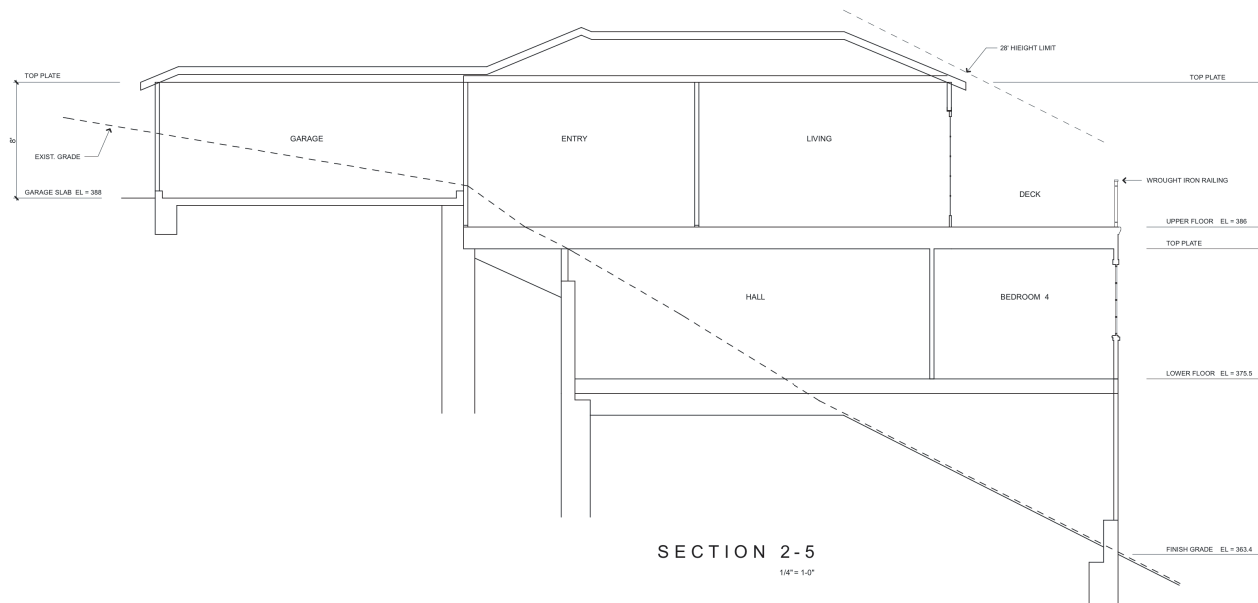 28' HIEIGHT LIMIT
TOP PLATE
TOP PLATE
8'
GARAGE
ENTRY
LIVING
EXIST. GRADE
WROUGHT IRON RAILING
GARAGE SLAB EL = 388
DECK
UPPER FLOOR EL = 386
TOP PLATE
HALL
BEDROOM 4
LOWER FLOOR EL = 375.5
SECTION 2-5
FINISH GRADE EL = 363.4
1/4" = 1-0"